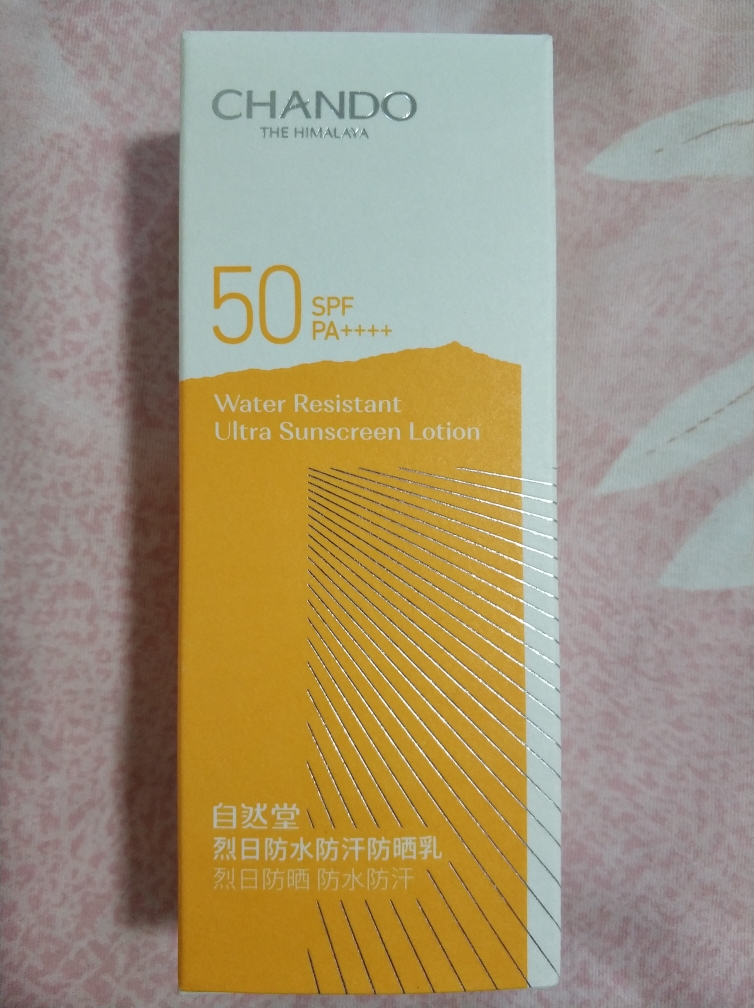 CHANDO
THE HIMALAYA
50 SPF
PA++++
Water Resistant
Ultra Sunscreen Lotion
自然堂
烈日防水防汗防晒乳
烈日防晒 防水防汗